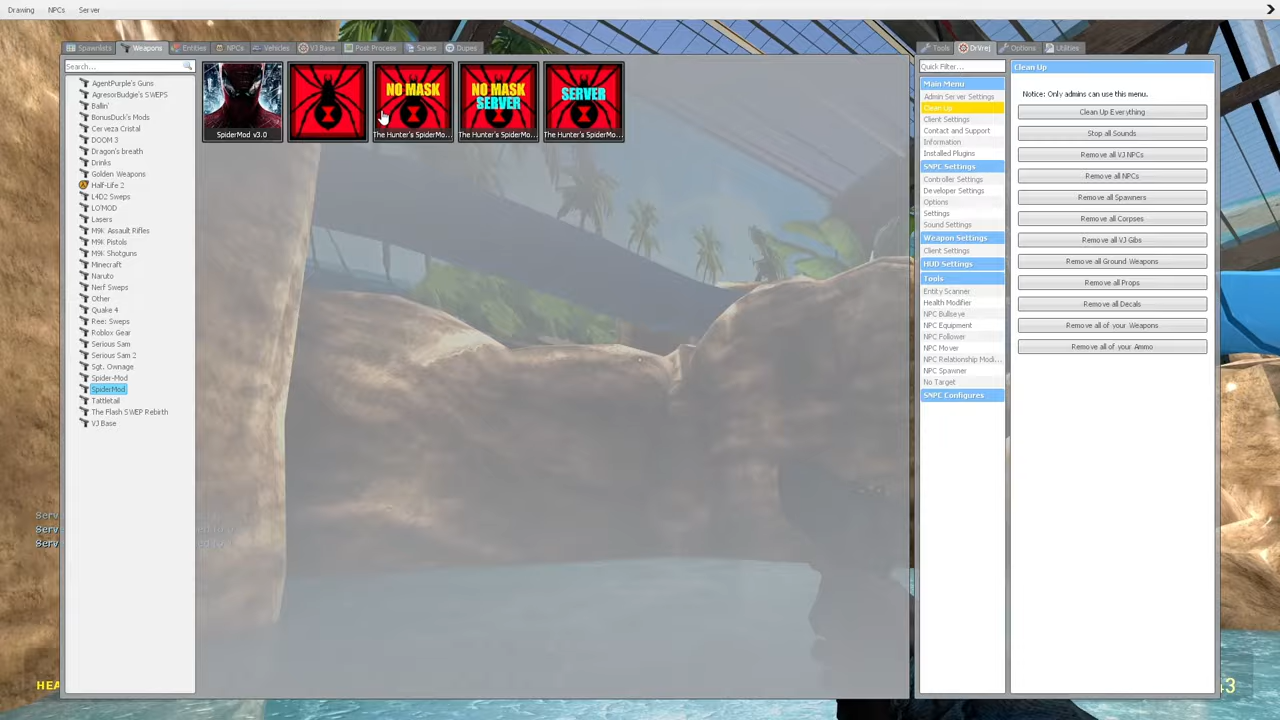 Drawing NPCs Server
Spawnlists Weapons Entities NPCs Vehicles VJ Base Post Process Saves Dupes
Search...
AgentPurple's Guns
AgresorBudgie's SWEPS
Ballin'
BonusDuck's Mods
Cerveza Cristal
DOOM 3
Dragon's breath
Drinks
Golden Weapons
Half-Life 2
L4D2 Sweps
LO'MOD
Lasers
M9K Assault Rifles
M9K Pistols
M9K Shotguns
Minecraft
Naruto
Nerf Sweps
Other
Quake 4
Ree: Sweps
Roblox Gear
Serious Sam
Serious Sam 2
Sgt. Ownage
Spider-Mod
SpiderMod
Tattletail
The Flash SWEP Rebirth
VJ Base
SpiderMod v3.0
NO MASK
The Hunter's SpiderMo...
NO MASK
SERVER
The Hunter's SpiderMo...
SERVER
The Hunter's SpiderMo...
Serv
Serv
Serv
HEA
Tools DrVrej Options Utilities
Quick Filter...
Main Menu
Admin Server Settings
Clean Up
Client Settings
Contact and Support
Information
Installed Plugins
SNPC Settings
Controller Settings
Developer Settings
Options
Settings
Sound Settings
Weapon Settings
Client Settings
HUD Settings
Tools
Entity Scanner
Health Modifier
NPC Bullseye
NPC Equipment
NPC Follower
NPC Mover
NPC Relationship Modi...
NPC Spawner
No Target
SNPC Configures
Clean Up
Notice: Only admins can use this menu.
Clean Up Everything
Stop all Sounds
Remove all VJ NPCs
Remove all NPCs
Remove all Spawners
Remove all Corpses
Remove all VJ Gibs
Remove all Ground Weapons
Remove all Props
Remove all Decals
Remove all of your Weapons
Remove all of your Ammo